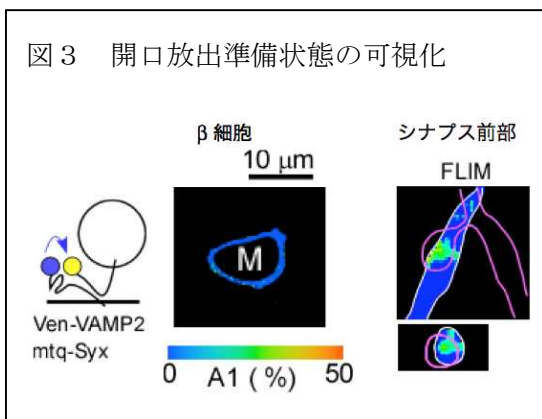 図３　開口放出準備状態の可視化
β 細胞
シナプス前部
10 μm
FLIM
M
Ven-VAMP2
mtq-Syx
0 A1 ( % ) 50